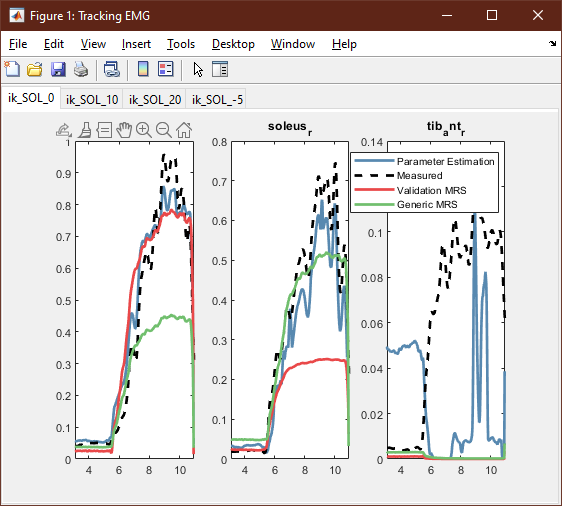 Figure 1: Tracking EMG
File Edit View Insert Tools Desktop Window Help
ik_SOL_0 ik_SOL_10 ik_SOL_20 ik_SOL_-5
1
0.9
0.8
0.7
0.6
0.5
0.4
0.3
0.2
0.1
0
4 6 8 10
soleusr
0.8
0.7
0.6
0.5
0.4
0.3
0.2
0.1
0
4 6 8 10
tibantr
0.14
0.1
0.08
0.06
0.04
0.02
0
4 6 8 10
Parameter Estimation
Measured
Validation MRS
Generic MRS